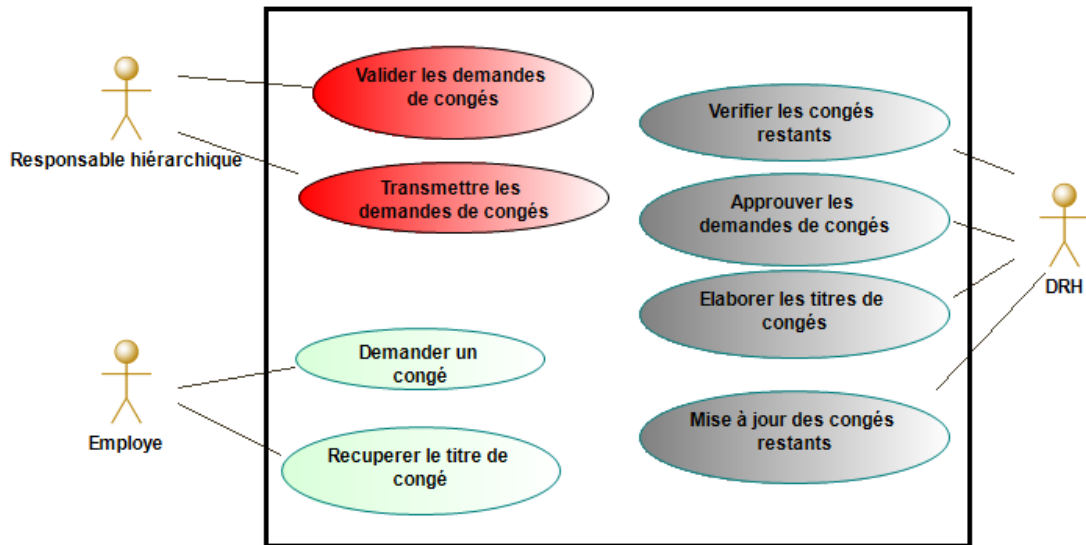 Valider les demandes
de congés
Responsable hiérarchique
Transmettre les
demandes de congés
Verifier les congés
restants
Approuver les
demandes de congés
Elaborer les titres de
congés
DRH
Demander un
congé
Employe
Recuperer le titre de
congé
Mise à jour des congés
restants